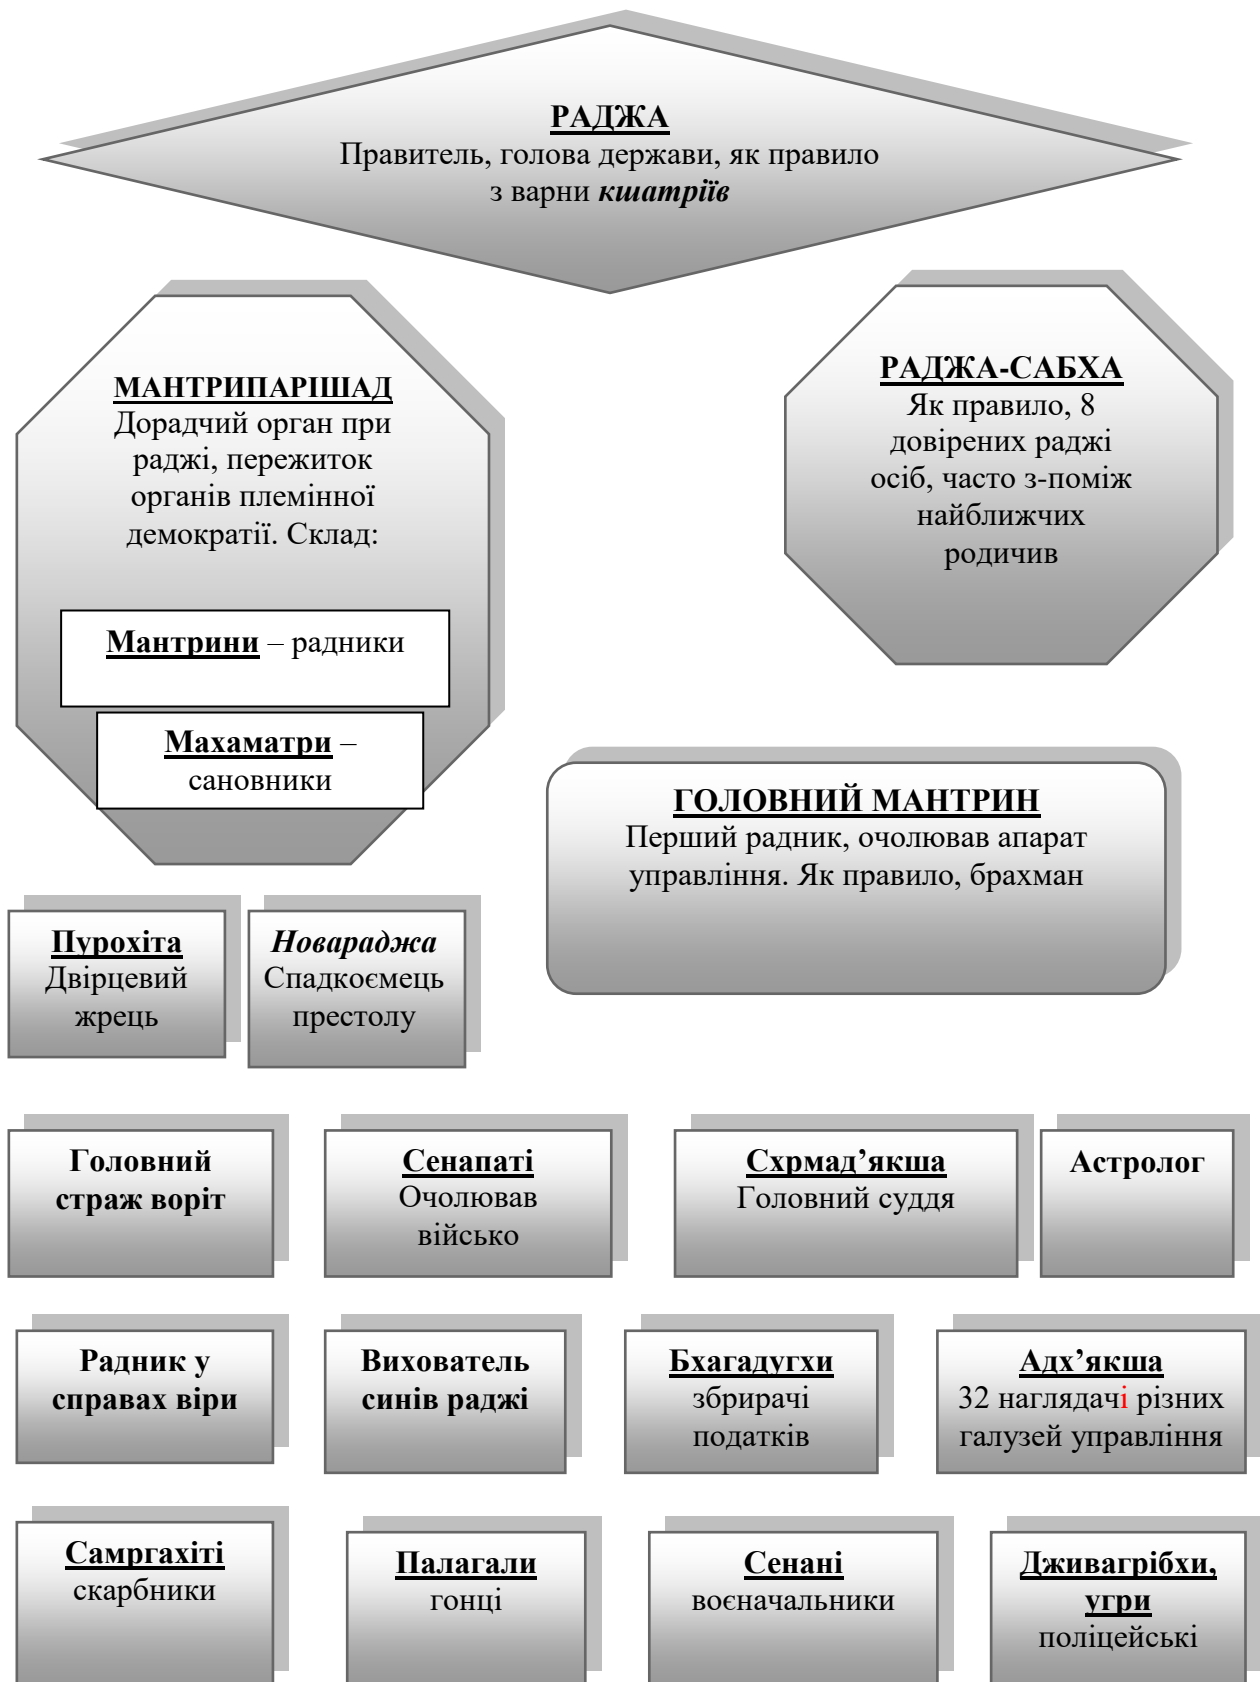 РАДЖА
Правитель, голова держави, як правило
з варни кшатріїв
МАНТРИПАРІШАД
Дорадчий орган при
раджі, пережиток
органів племінної
демократії. Склад:
Мантрини – радники
Махаматри –
сановники
РАДЖА-САБХА
Як правило, 8
довірених раджі
осіб, часто з-поміж
найближчих
родичив
ГОЛОВНИЙ МАНТРИН
Перший радник, очолював апарат
управління. Як правило, брахман
Пурохіта
Двірцевий
жрець
Новараджа
Спадкоємець
престолу
Головний
страж воріт
Сенапаті
Очолював
військо
Схрмад’якша
Головний суддя
Астролог
Радник у
справах віри
Вихователь
синів раджі
Бхагадугхи
збрирачі
податків
Адх’якша
32 наглядачі різних
галузей управління
Самргахіті
скарбники
Палагали
гонці
Сенані
воєначальники
Дживагрібхи,
угри
поліцейські